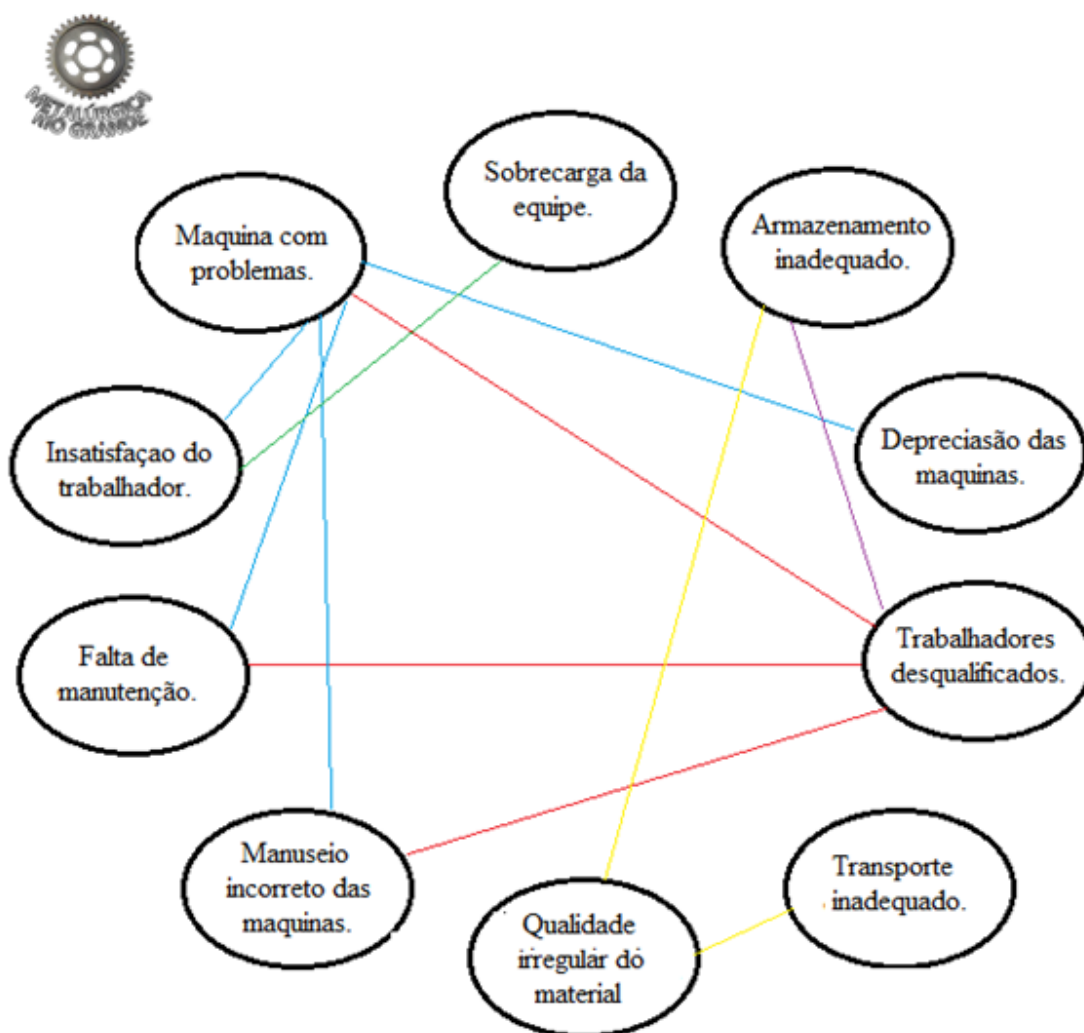 METALÚRGICA
RIO GRANDE
Sobrecarga da
equipe.
Maquina com
problemas.
Armazenamento
inadequado.
Insatisfaçao do
trabalhador.
Depreciasão das
maquinas.
Falta de
manutenção.
Trabalhadores
desqualificados.
Manuseio
incorreto das
maquinas.
Qualidade
irregular do
material
Transporte
inadequado.